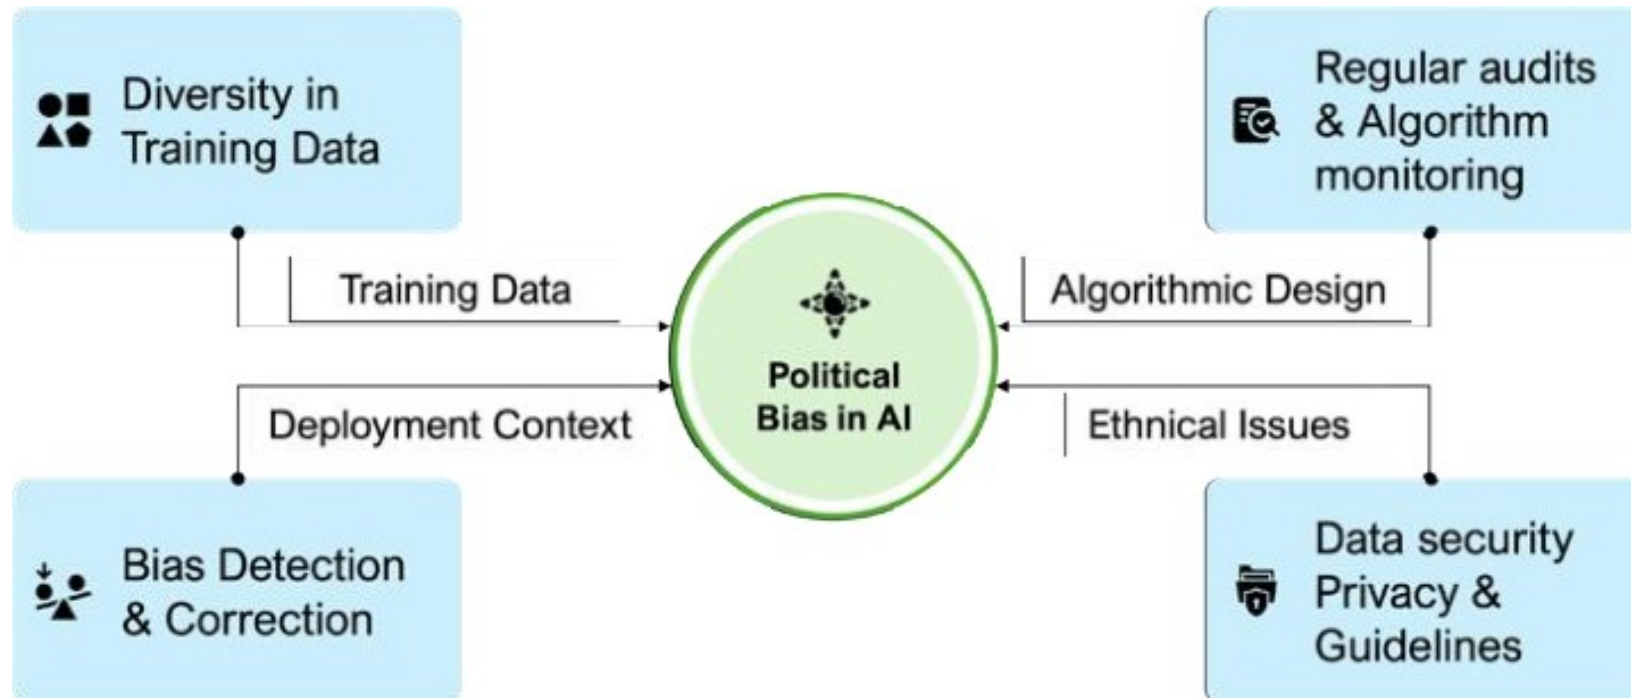 Diversity in
Training Data
Regular audits
& Algorithm
monitoring
Training Data
Algorithmic Design
Political
Bias in AI
Deployment Context
Ethnical Issues
Bias Detection
& Correction
Data security
Privacy &
Guidelines